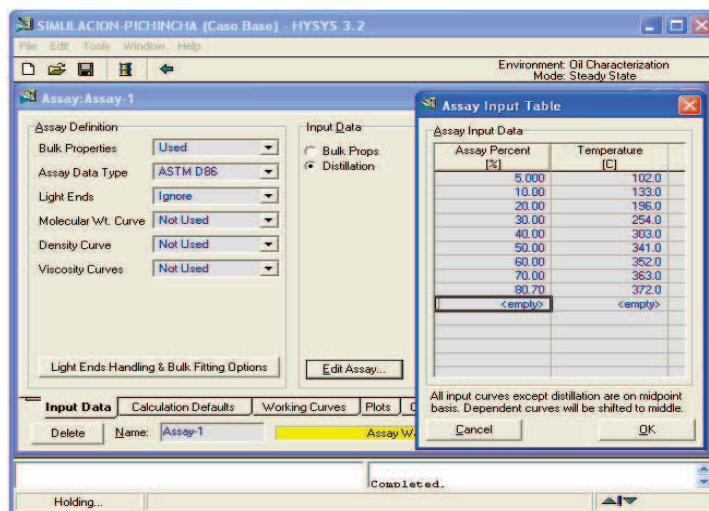 SIMULACION-PICHINCHA (Caso Base) - HYSYS 3.2
File Edit Tools Window Help
Environment: Oil Characterization
Mode: Steady State
Assay:Assay-1
Assay Definition
Bulk Properties Used
Assay Data Type ASTM D86
Light Ends Ignore
Molecular Wt. Curve Not Used
Density Curve Not Used
Viscosity Curves Not Used
Light Ends Handling & Bulk Fitting Options
Input Data
Bulk Props
Distillation
Edit Assay...
Input Data Calculation Defaults Working Curves Plots
Delete Name: Assay-1 Assay
Assay Input Table
Assay Input Data
Assay Percent Temperature
[%] [C]
5.000 102.0
10.00 133.0
20.00 196.0
30.00 254.0
40.00 303.0
50.00 341.0
60.00 352.0
70.00 363.0
80.70 372.0
<empty> <empty>
All input curves except distillation are on midpoint
basis. Dependent curves will be shifted to middle.
Cancel OK
Completed.
Holding...